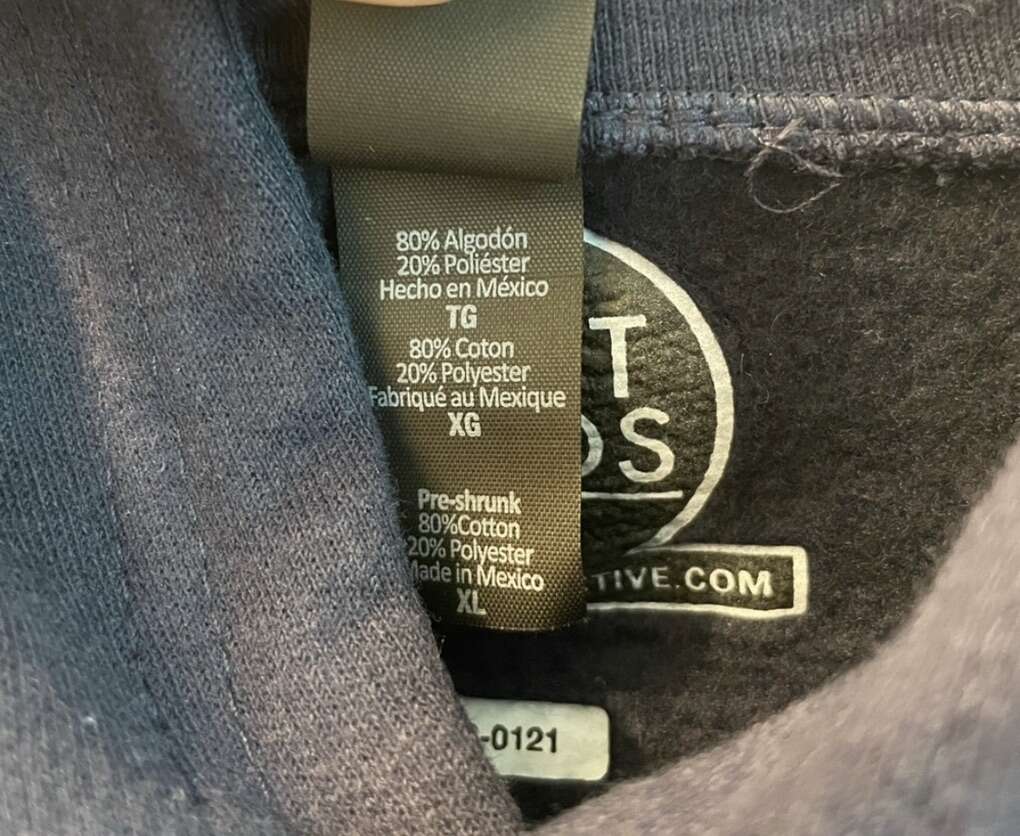 80% Algodón
20% Poliéster
Hecho en México
TG
80% Coton
20% Polyester
Fabriqué au Mexique
XG
Pre-shrunk
80%Cotton
20% Polyester
Made in Mexico
XL
T
OS
TIVE.COM
-0121